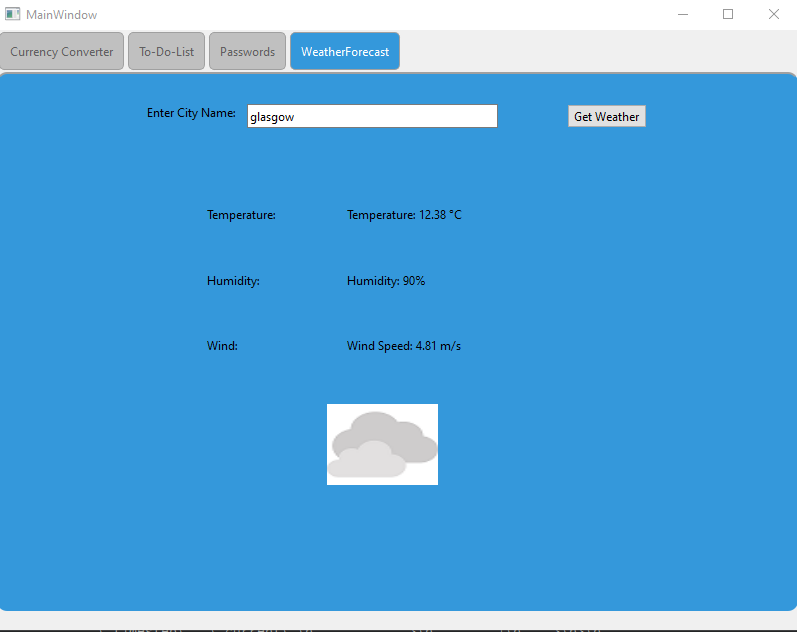 MainWindow
Currency Converter To-Do-List Passwords WeatherForecast
Enter City Name: glasgow Get Weather
Temperature: Temperature: 12.38 °C
Humidity: Humidity: 90%
Wind: Wind Speed: 4.81 m/s